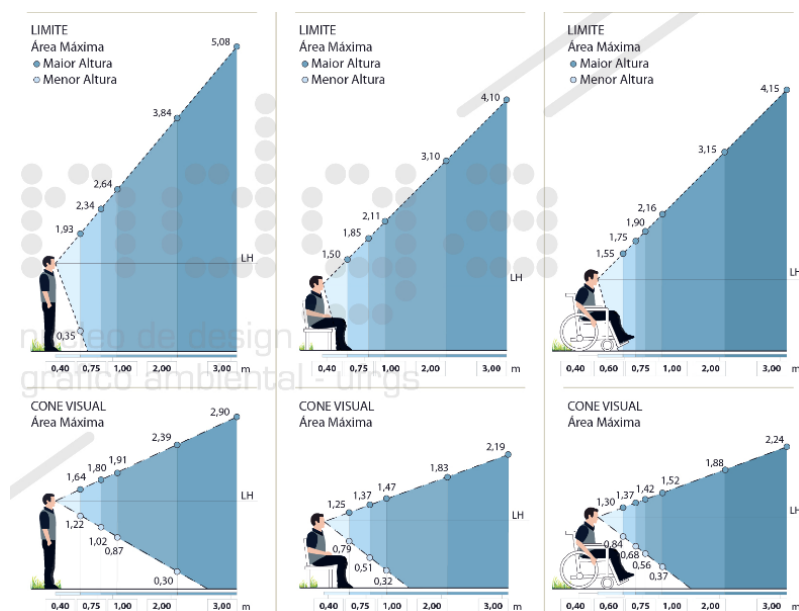 LIMITE
Área Máxima
Maior Altura
Menor Altura
5,08
3,84
2,64
2,34
1,93
LH
0,35
0,40 0,75 1,00 2,00 3,00 m
LIMITE
Área Máxima
Maior Altura
Menor Altura
4,10
3,10
2,11
1,85
1,50
LH
0,40 0,75 1,00 2,00 3,00
LIMITE
Área Máxima
Maior Altura
Menor Altura
4,15
3,15
2,16
1,90
1,75
1,55
LH
0,40 0,60 0,75 1,00 2,00 3,00 m
núcleo de design
gráfico ambiental - ufrgs
CONE VISUAL
Área Máxima
2,90
2,39
1,91
1,80
1,64
LH
1,22
1,02
0,87
0,30
0,40 0,75 1,00 2,00 3,00 m
CONE VISUAL
Área Máxima
2,19
1,83
1,47
1,37
1,25
LH
0,79
0,51
0,32
0,40 0,75 1,00 2,00 3,00
CONE VISUAL
Área Máxima
2,24
1,88
1,52
1,42
1,37
1,30
LH
0,84
0,68
0,56
0,37
0,40 0,60 0,75 1,00 2,00 3,00 m